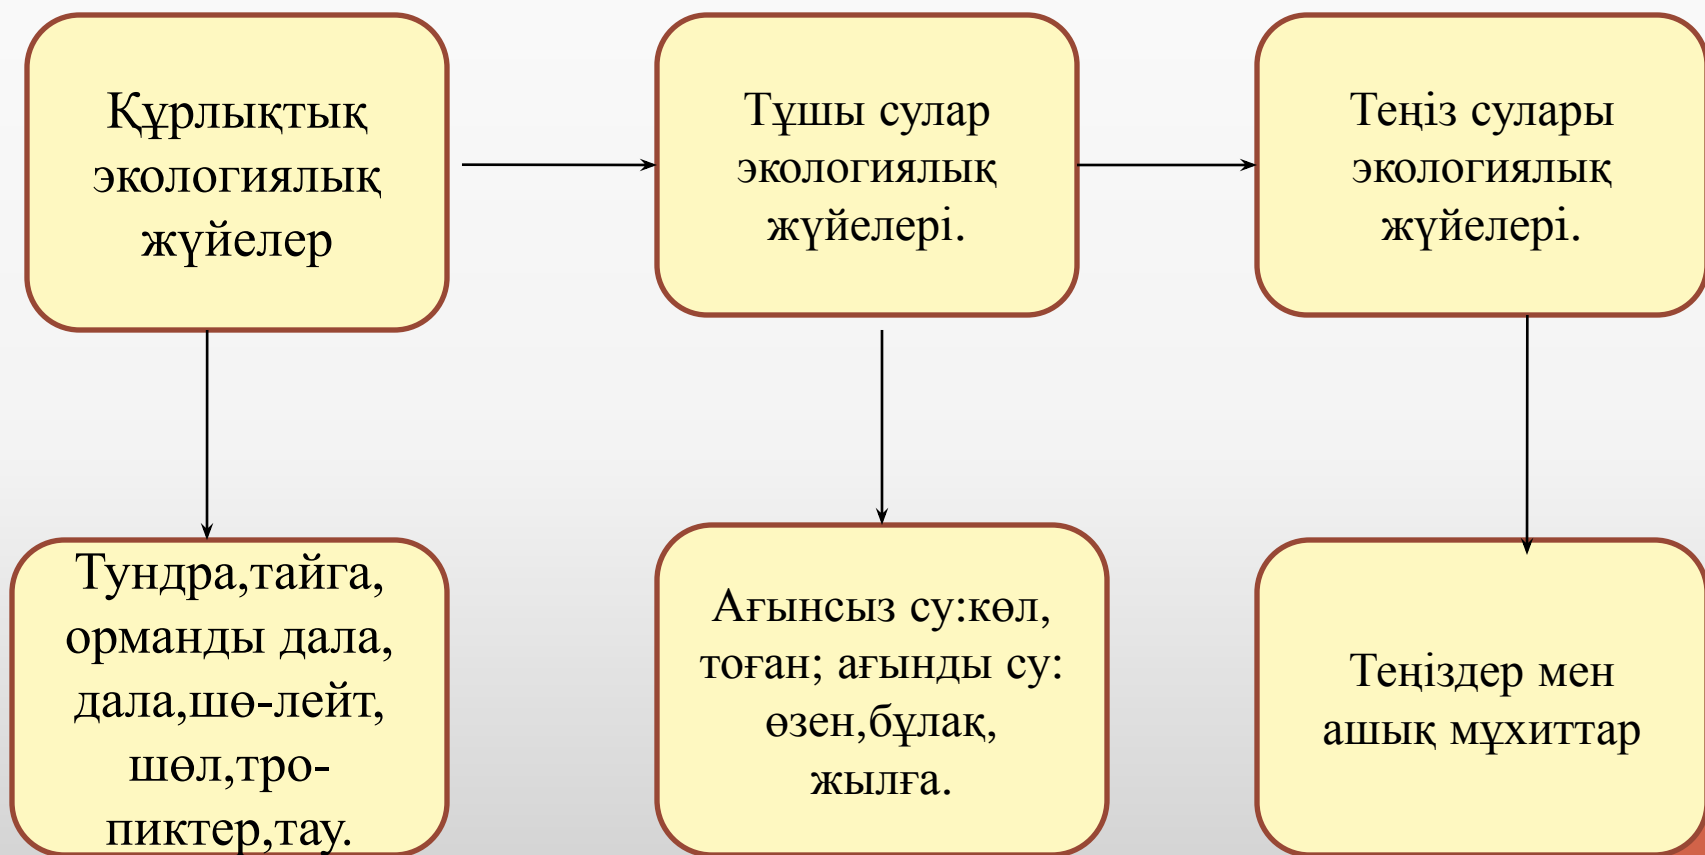 Құрлықтық
экологиялық
жүйелер
Тұшы сулар
экологиялық
жүйелері.
Теңіз сулары
экологиялық
жүйелері.
Тундра,тайга,
орманды дала,
дала,шө-лейт,
шөл,тро-
пиктер,тау.
Ағынсыз су:көл,
тоған; ағынды су:
өзен,бұлақ,
жылға.
Теңіздер мен
ашық мұхиттар